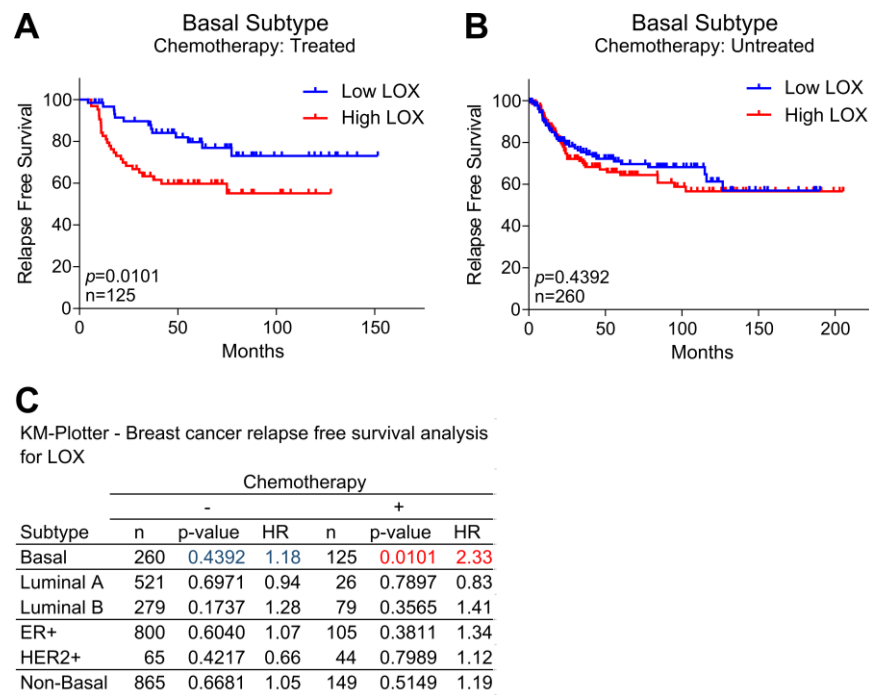 A
Basal Subtype
Chemotherapy: Treated
Low LOX
High LOX
Relapse Free Survival
100
80
60
40
20
0
p=0.0101
n=125
0 50 100 150
Months
B
Basal Subtype
Chemotherapy: Untreated
Low LOX
High LOX
Relapse Free Survival
100
80
60
40
20
0
p=0.4392
n=260
0 50 100 150 200
Months
C
KM-Plotter - Breast cancer relapse free survival analysis
for LOX
Chemotherapy
- +
Subtype n p-value HR n p-value HR
Basal 260 0.4392 1.18 125 0.0101 2.33
Luminal A 521 0.6971 0.94 26 0.7897 0.83
Luminal B 279 0.1737 1.28 79 0.3565 1.41
ER+ 800 0.6040 1.07 105 0.3811 1.34
HER2+ 65 0.4217 0.66 44 0.7989 1.12
Non-Basal 865 0.6681 1.05 149 0.5149 1.19